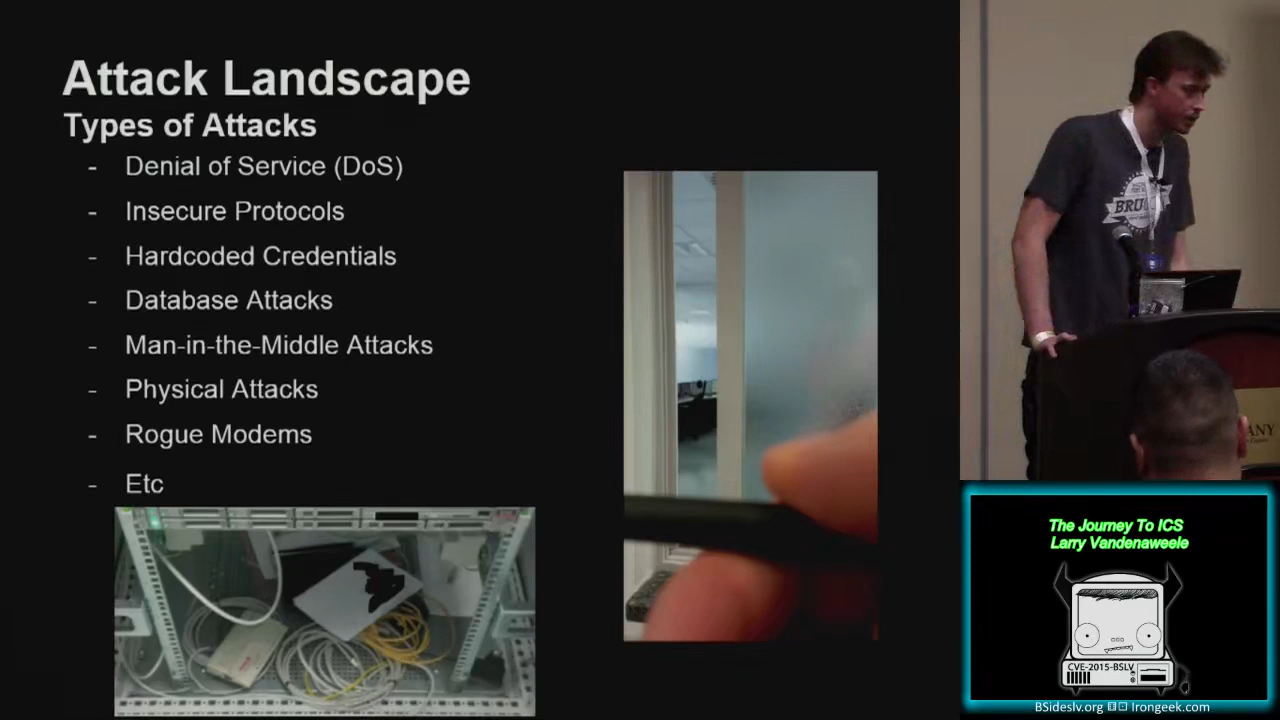 Attack Landscape
Types of Attacks
- Denial of Service (DoS)
- Insecure Protocols
- Hardcoded Credentials
- Database Attacks
- Man-in-the-Middle Attacks
- Physical Attacks
- Rogue Modems
- Etc
The Journey To ICS
Larry Vandenaweele
CVE-2015-BSLV
BSideslv.org Irongeek.com